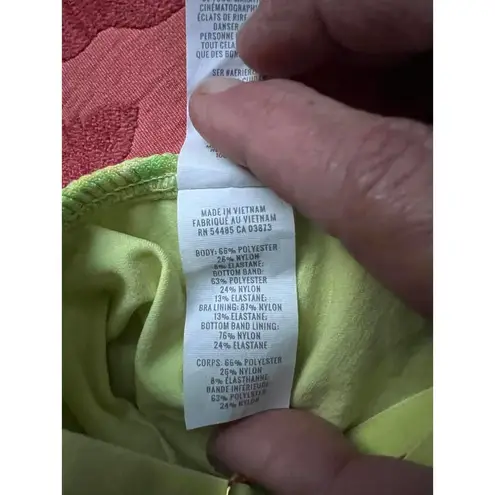 CINÉMATOGRAPHI
ÉCLATS DE RIRE
DANSER
PERSONNE
TOUT CELA
QUE DES BON
SER #AERIEREA
MADE IN VIETNAM
FABRIQUÉ AU VIETNAM
RN 54485 CA 03673
BODY: 66% POLYESTER
26% NYLON
8% ELASTANE;
BOTTOM BAND:
63% POLYESTER
24% NYLON
13% ELASTANE;
BRA LINING: 87% NYLON
13% ELASTANE;
BOTTOM BAND LINING:
76% NYLON
24% ELASTANE
CORPS: 66% POLYESTER
26% NYLON
8% ÉLASTHANNE;
BANDE INFÉRIEURE:
63% POLYESTER
24% NYLON